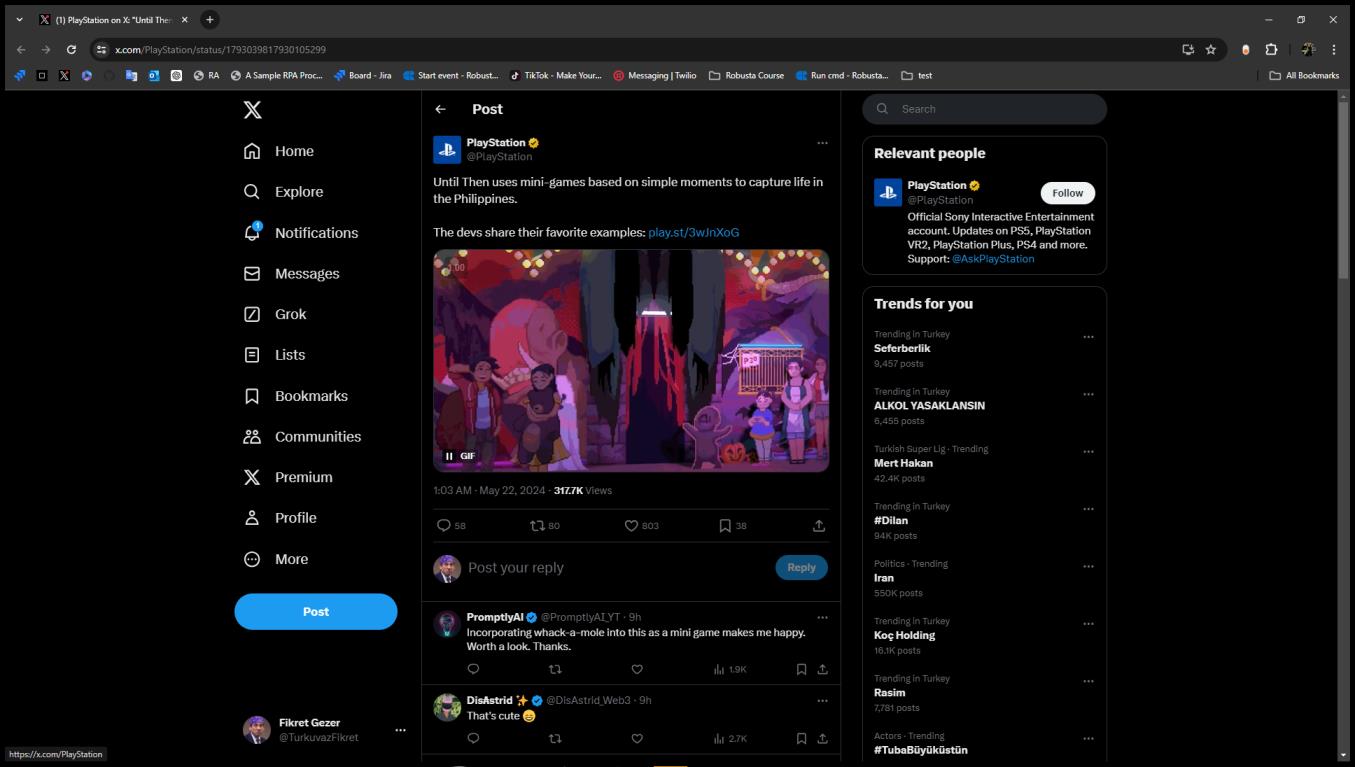 (1) PlayStation on X: "Until Then
x.com/PlayStation/status/1793039817930105299
RA
A Sample RPA Proc...
Board - Jira
Start event - Robust...
TikTok - Make Your...
Messaging | Twilio
Robusta Course
Run cmd - Robusta...
test
All Bookmarks
Home
Explore
1
Notifications
Messages
Grok
Lists
Bookmarks
Communities
Premium
Profile
More
Post
Fikret Gezer
@TurkuvazFikret
https://x.com/PlayStation
Post
PlayStation
@PlayStation
Until Then uses mini-games based on simple moments to capture life in
the Philippines.
The devs share their favorite examples: play.st/3wJnXoG
P20
GIF
1:03 AM · May 22, 2024 · 317.7K Views
58
80
803
38
Post your reply
Reply
PromptlyAI @PromptlyAI_YT · 9h
Incorporating whack-a-mole into this as a mini game makes me happy.
Worth a look. Thanks.
1.9K
DisAstrid @DisAstrid_Web3 · 9h
That's cute
2.7K
Search
Relevant people
PlayStation
@PlayStation
Follow
Official Sony Interactive Entertainment
account. Updates on PS5, PlayStation
VR2, PlayStation Plus, PS4 and more.
Support: @AskPlayStation
Trends for you
Trending in Turkey
Seferberlik
9,457 posts
Trending in Turkey
ALKOL YASAKLANSIN
6,455 posts
Turkish Super Lig · Trending
Mert Hakan
42.4K posts
Trending in Turkey
#Dilan
94K posts
Politics · Trending
Iran
550K posts
Trending in Turkey
Koç Holding
16.1K posts
Trending in Turkey
Rasim
7,781 posts
Actors · Trending
#TubaBüyüküstün